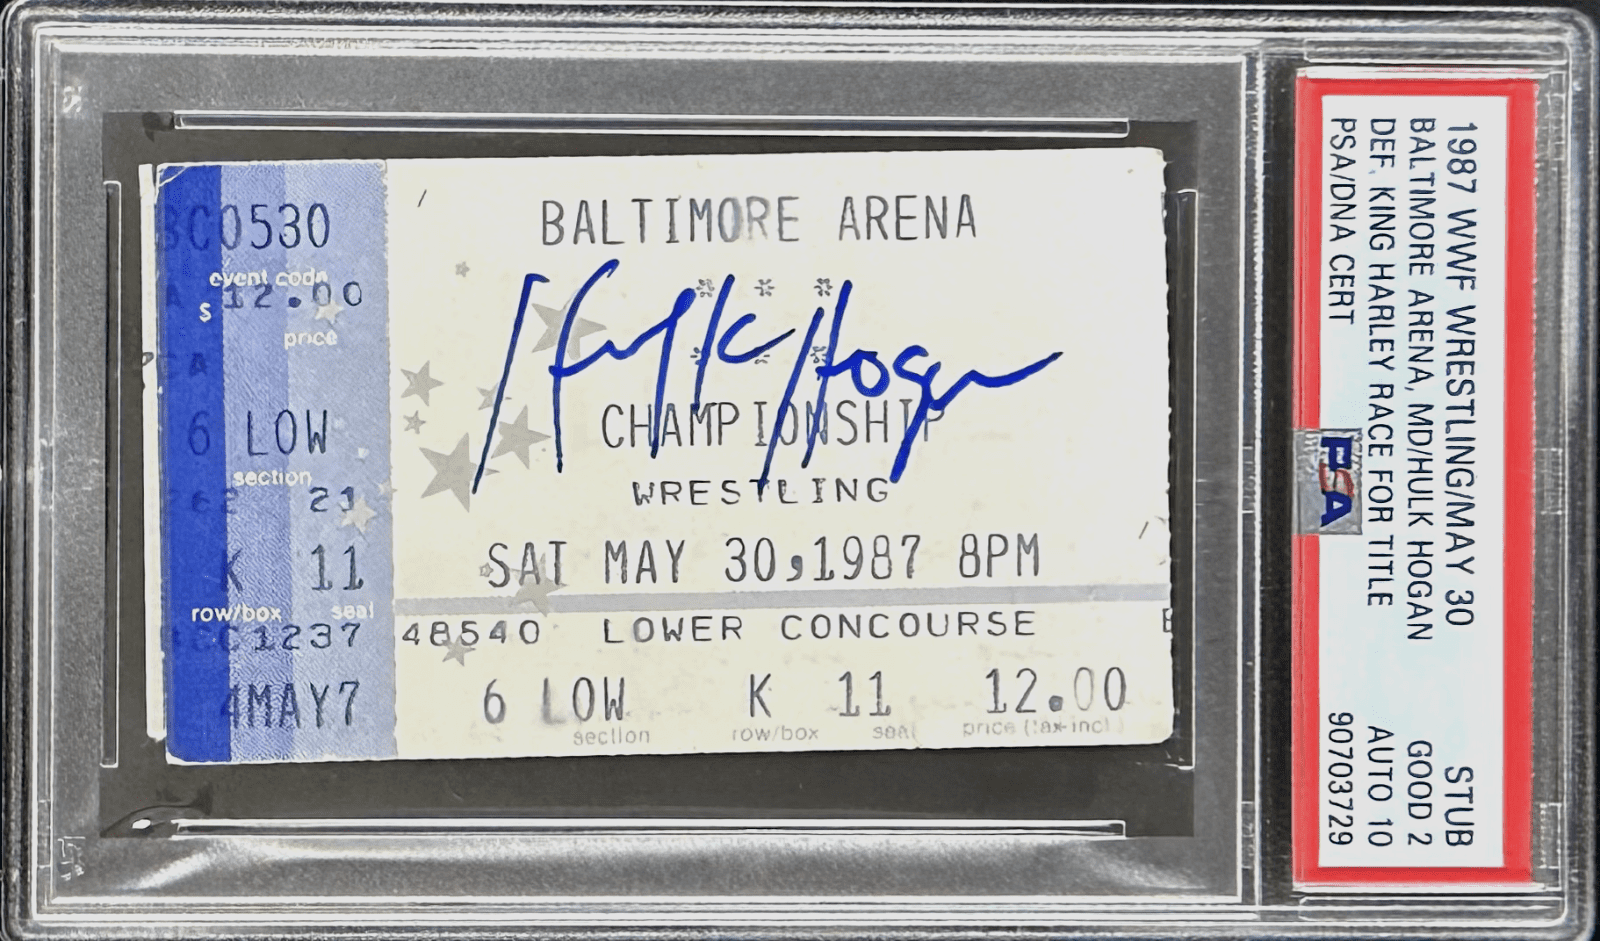 BALTIMORE ARENA
Hulk Hogan
CHAMPIONSHIP
WRESTLING
SAT MAY 30,1987 8PM
48540 LOWER CONCOURSE
6 LOW K 11 12.00
section row/box seat price (tax incl)
C0530
event code
$ 12.00
price
CA
6 LOW
section
21
K 11
row/box seat
C1237
4MAY7
1987 WWF WRESTLING/MAY 30 STUB
BALTIMORE ARENA, MD/HULK HOGAN GOOD 2
DEF. KING HARLEY RACE FOR TITLE AUTO 10
PSA/DNA CERT 90703729
PSA